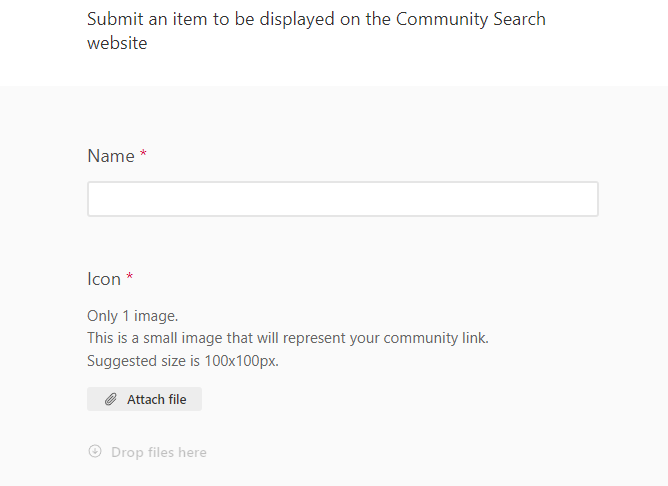 Submit an item to be displayed on the Community Search
website
Name *
Icon *
Only 1 image.
This is a small image that will represent your community link.
Suggested size is 100x100px.
Attach file
Drop files here